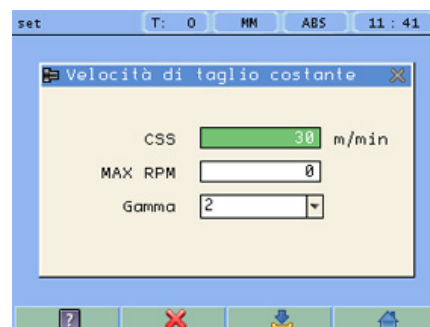 set T: 0 MM ABS 11 : 41
Velocità di taglio costante
CSS 30 m/min
MAX RPM 0
Gamma 2
?